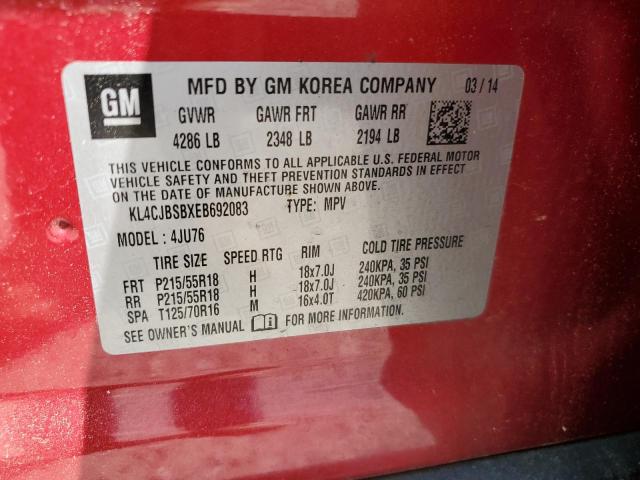 GM MFD BY GM KOREA COMPANY 03/14
GVWR GAWR FRT GAWR RR
4286 LB 2348 LB 2194 LB
THIS VEHICLE CONFORMS TO ALL APPLICABLE U.S. FEDERAL MOTOR
VEHICLE SAFETY AND THEFT PREVENTION STANDARDS IN EFFECT
ON THE DATE OF MANUFACTURE SHOWN ABOVE.
KL4CJBSBXEB692083 TYPE: MPV
MODEL : 4JU76
TIRE SIZE SPEED RTG RIM COLD TIRE PRESSURE
FRT P215/55R18 H 18x7.0J 240KPA, 35 PSI
RR P215/55R18 H 18x7.0J 240KPA, 35 PSI
SPA T125/70R16 M 16x4.0T 420KPA, 60 PSI
SEE OWNER'S MANUAL FOR MORE INFORMATION.